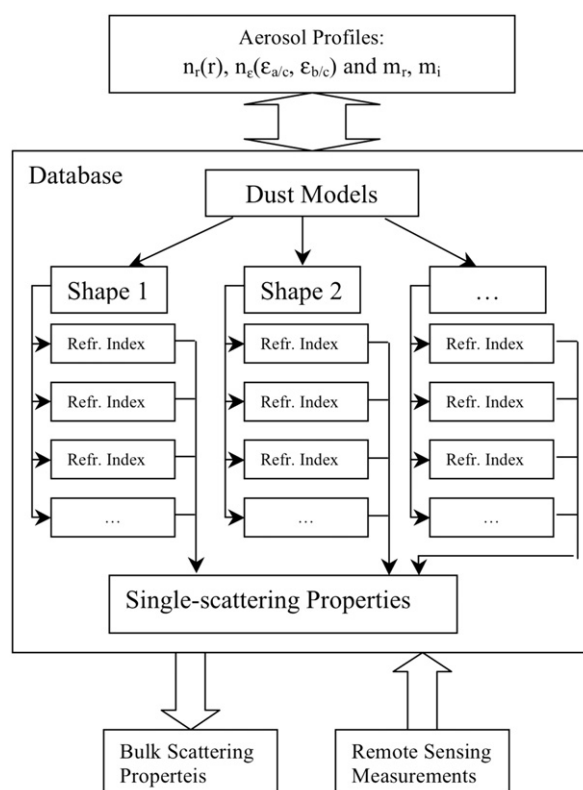 Aerosol Profiles:
n_r(r), n_ε(ε_a/c, ε_b/c) and m_r, m_i
Database
Dust Models
Shape 1
Shape 2
…
Refr. Index
Refr. Index
Refr. Index
Refr. Index
Refr. Index
Refr. Index
Refr. Index
Refr. Index
Refr. Index
…
…
…
Single-scattering Properties
Bulk Scattering
Properteis
Remote Sensing
Measurements